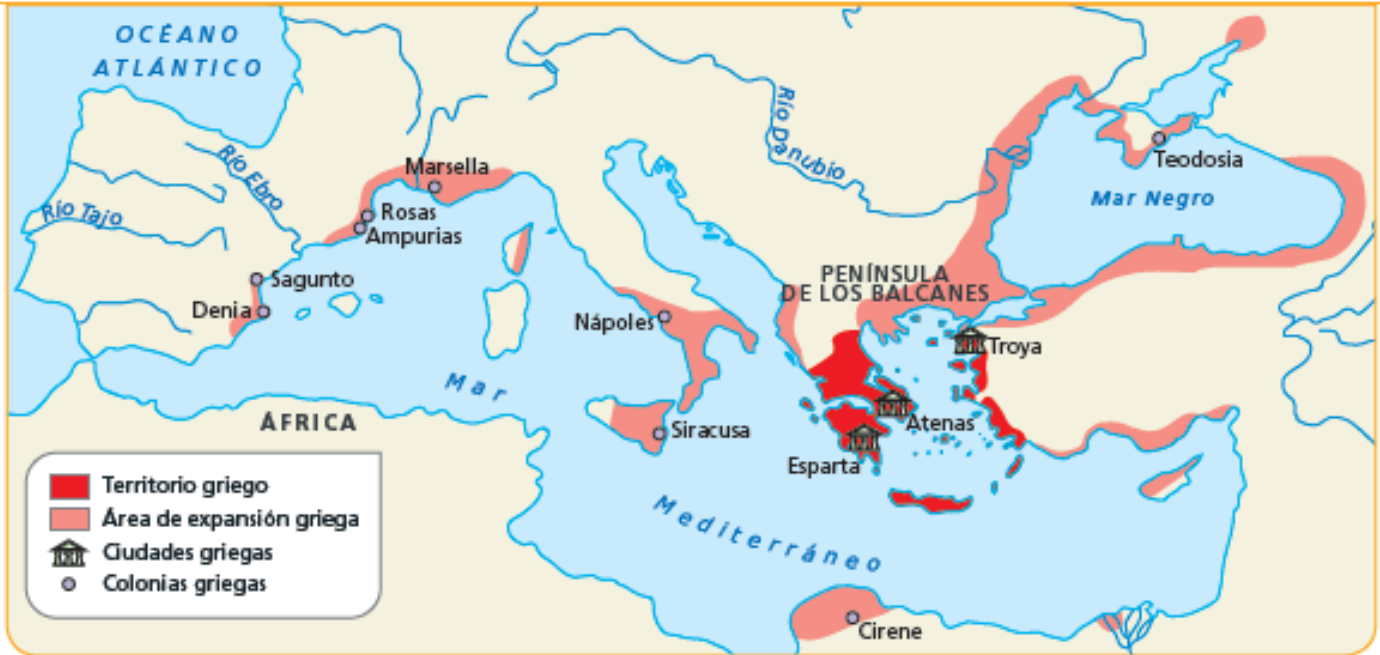 OCÉANO
ATLÁNTICO
Río Danubio
Río Ebro
Marsella
Teodosia
Río Tajo
Rosas
Ampurias
Mar Negro
Sagunto
PENÍNSULA
DE LOS BALCANES
Denia
Nápoles
Troya
Mar
ÁFRICA
Siracusa
Atenas
Esparta
Territorio griego
Área de expansión griega
Ciudades griegas
Colonias griegas
Mediterráneo
Cirene